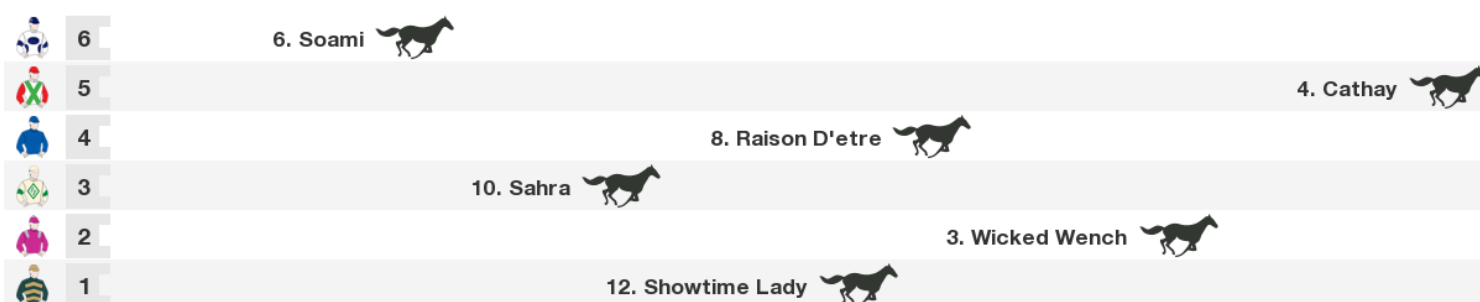 6 6. Soami
5 4. Cathay
4 8. Raison D'etre
3 10. Sahra
2 3. Wicked Wench
1 12. Showtime Lady